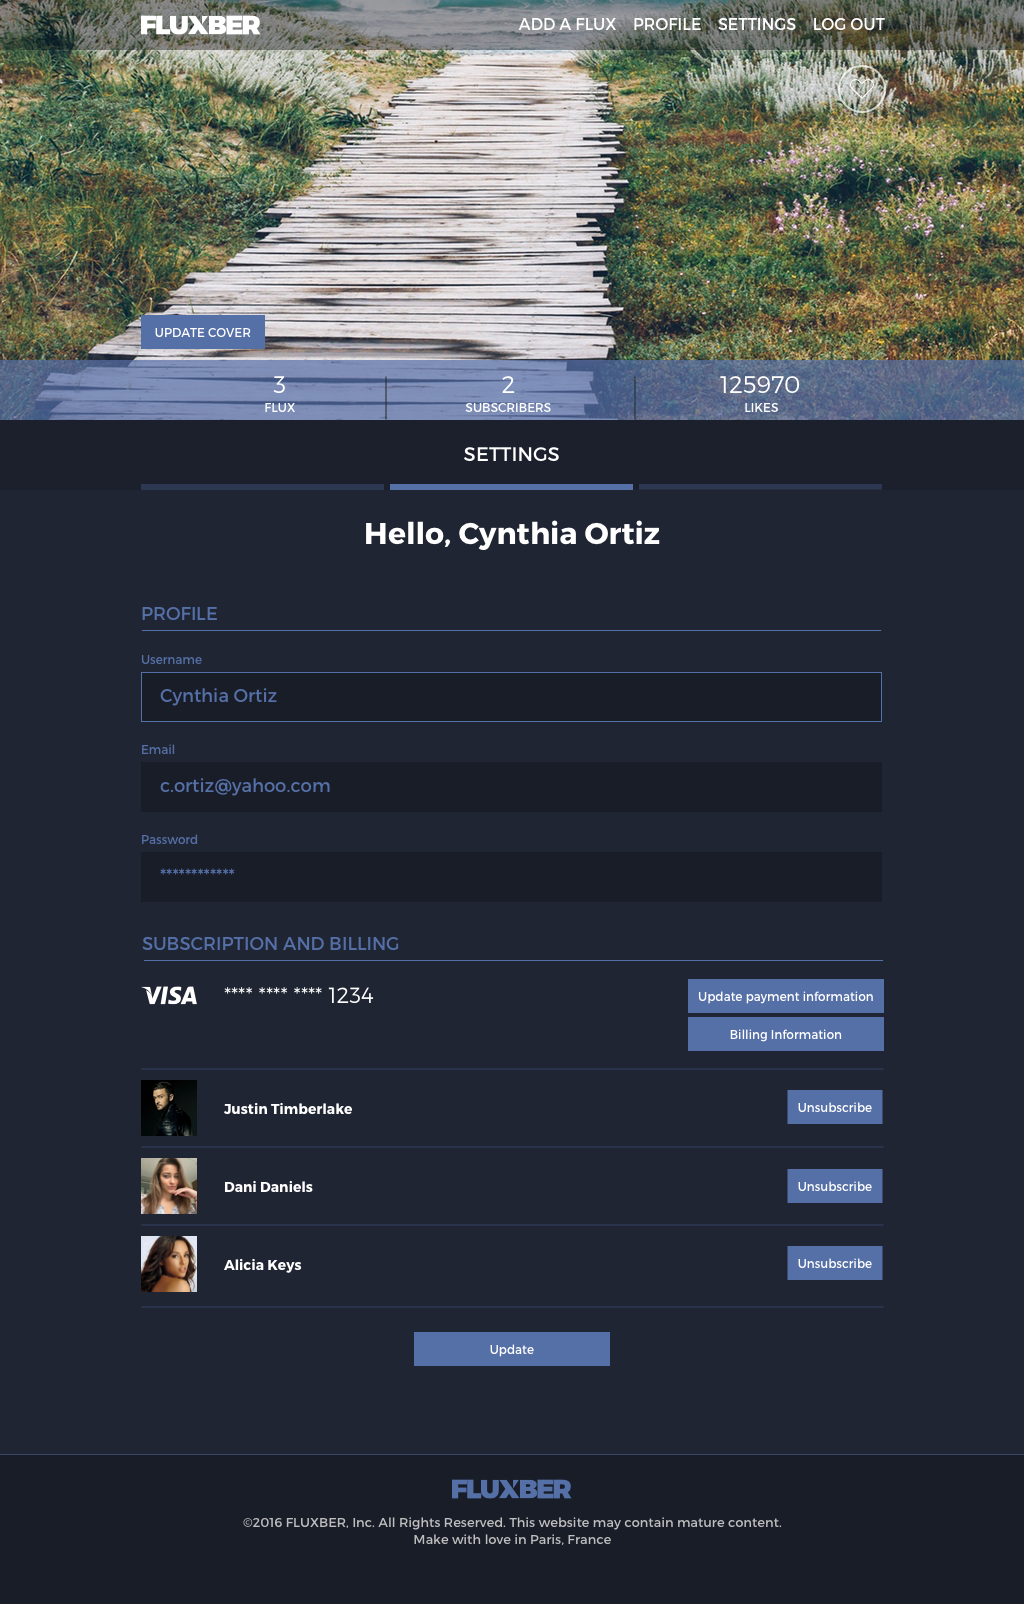 FLUXBER
ADD A FLUX PROFILE SETTINGS LOG OUT
UPDATE COVER
3 2 125970
FLUX SUBSCRIBERS LIKES
SETTINGS
Hello, Cynthia Ortiz
PROFILE
Username
Cynthia Ortiz
Email
c.ortiz@yahoo.com
Password
************
SUBSCRIPTION AND BILLING
VISA **** **** **** 1234 Update payment information
Billing Information
Justin Timberlake Unsubscribe
Dani Daniels Unsubscribe
Alicia Keys Unsubscribe
Update
FLUXBER
©2016 FLUXBER, Inc. All Rights Reserved. This website may contain mature content.
Make with love in Paris, France